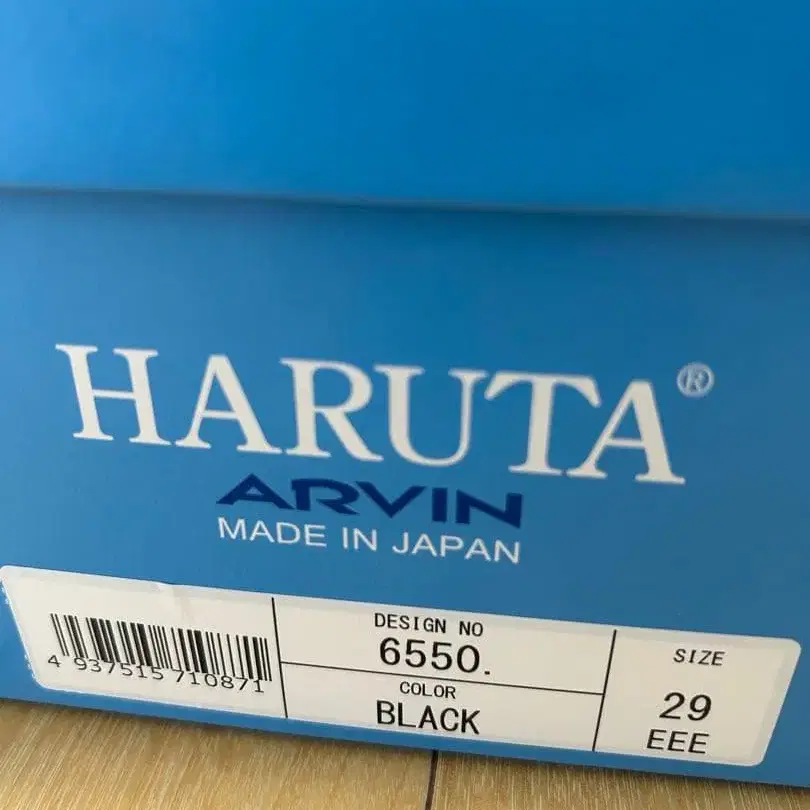 HARUTA®
ARVIN
MADE IN JAPAN
4 937515 710871
DESIGN NO
6550.
COLOR
BLACK
SIZE
29
EEE